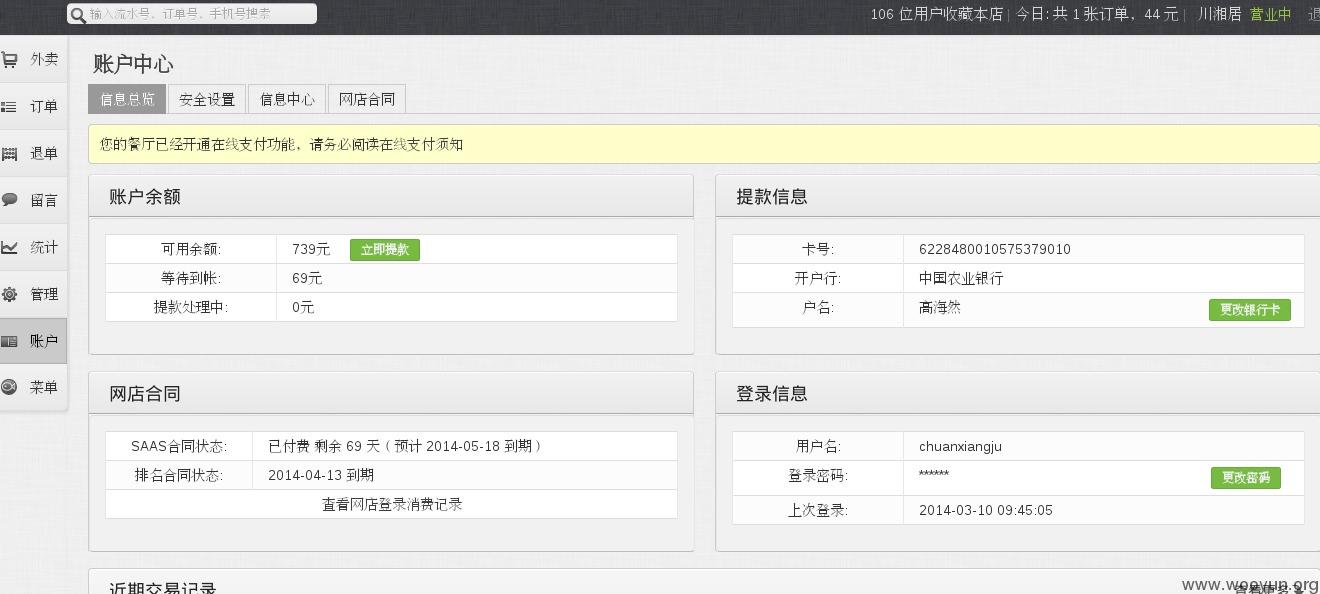 输入流水号、订单号、手机号搜索
106 位用户收藏本店 | 今日: 共 1 张订单，44 元 | 川湘居 营业中
外卖
订单
退单
留言
统计
管理
账户
菜单
账户中心
信息总览 安全设置 信息中心 网店合同
您的餐厅已经开通在线支付功能，请务必阅读在线支付须知
账户余额
可用余额: 739元 立即提款
等待到帐: 69元
提款处理中: 0元
提款信息
卡号: 6228480010575379010
开户行: 中国农业银行
户名: 高海然 更改银行卡
网店合同
SAAS合同状态: 已付费 剩余 69 天 ( 预计 2014-05-18 到期 )
排名合同状态: 2014-04-13 到期
查看网店登录消费记录
登录信息
用户名: chuanxiangju
登录密码: ****** 更改密码
上次登录: 2014-03-10 09:45:05
近期交易记录
www.wooyun.org